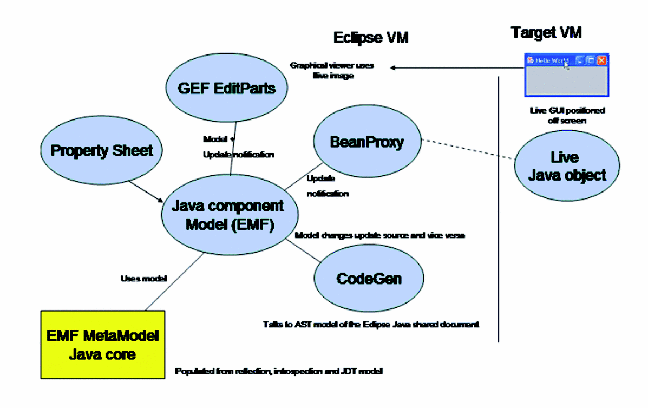 Eclipse VM
Target VM
Hello World
Graphical viewer uses
live image
GEF EditParts
Live GUI positioned
off screen
Model +
Update notification
BeanProxy
Property Sheet
Live
Java object
Update
notification
Java component
Model (EMF)
Model changes update source and vice versa
CodeGen
Uses model
Talks to AST model of the Eclipse Java shared document
EMF MetaModel
Java core
Populated from reflection, introspection and JDT model